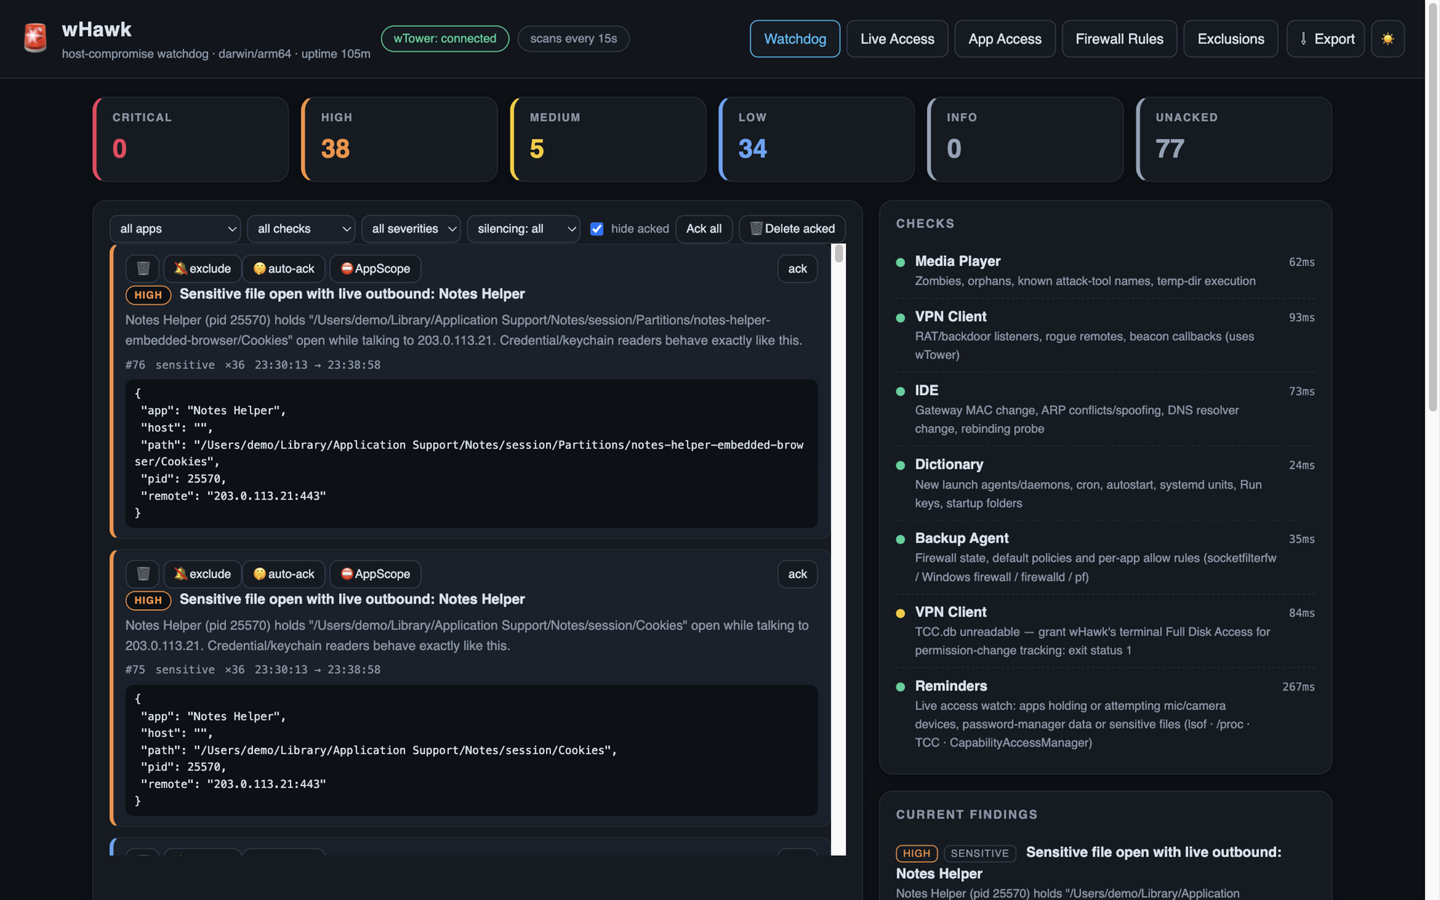 wHawk
host-compromise watchdog · darwin/arm64 · uptime 105m
wTower: connected
scans every 15s
Watchdog
Live Access
App Access
Firewall Rules
Exclusions
Export
CRITICAL
0
HIGH
38
MEDIUM
5
LOW
34
INFO
0
UNACKED
77
all apps
all checks
all severities
silencing: all
hide acked
Ack all
Delete acked
exclude
auto-ack
AppScope
ack
HIGH Sensitive file open with live outbound: Notes Helper
Notes Helper (pid 25570) holds "/Users/demo/Library/Application Support/Notes/session/Partitions/notes-helper-
embedded-browser/Cookies" open while talking to 203.0.113.21. Credential/keychain readers behave exactly like this.
#76 sensitive ×36 23:30:13 → 23:38:58
{
"app": "Notes Helper",
"host": "",
"path": "/Users/demo/Library/Application Support/Notes/session/Partitions/notes-helper-embedded-brow
ser/Cookies",
"pid": 25570,
"remote": "203.0.113.21:443"
}
exclude
auto-ack
AppScope
ack
HIGH Sensitive file open with live outbound: Notes Helper
Notes Helper (pid 25570) holds "/Users/demo/Library/Application Support/Notes/session/Cookies" open while talking to
203.0.113.21. Credential/keychain readers behave exactly like this.
#75 sensitive ×36 23:30:13 → 23:38:58
{
"app": "Notes Helper",
"host": "",
"path": "/Users/demo/Library/Application Support/Notes/session/Cookies",
"pid": 25570,
"remote": "203.0.113.21:443"
}
CHECKS
Media Player 62ms
Zombies, orphans, known attack-tool names, temp-dir execution
VPN Client 93ms
RAT/backdoor listeners, rogue remotes, beacon callbacks (uses
wTower)
IDE 73ms
Gateway MAC change, ARP conflicts/spoofing, DNS resolver
change, rebinding probe
Dictionary 24ms
New launch agents/daemons, cron, autostart, systemd units, Run
keys, startup folders
Backup Agent 35ms
Firewall state, default policies and per-app allow rules (socketfilterfw
/ Windows firewall / firewalld / pf)
VPN Client 84ms
TCC.db unreadable — grant wHawk's terminal Full Disk Access for
permission-change tracking: exit status 1
Reminders 267ms
Live access watch: apps holding or attempting mic/camera
devices, password-manager data or sensitive files (lsof · /proc ·
TCC · CapabilityAccessManager)
CURRENT FINDINGS
HIGH SENSITIVE Sensitive file open with live outbound:
Notes Helper
Notes Helper (pid 25570) holds "/Users/demo/Library/Application